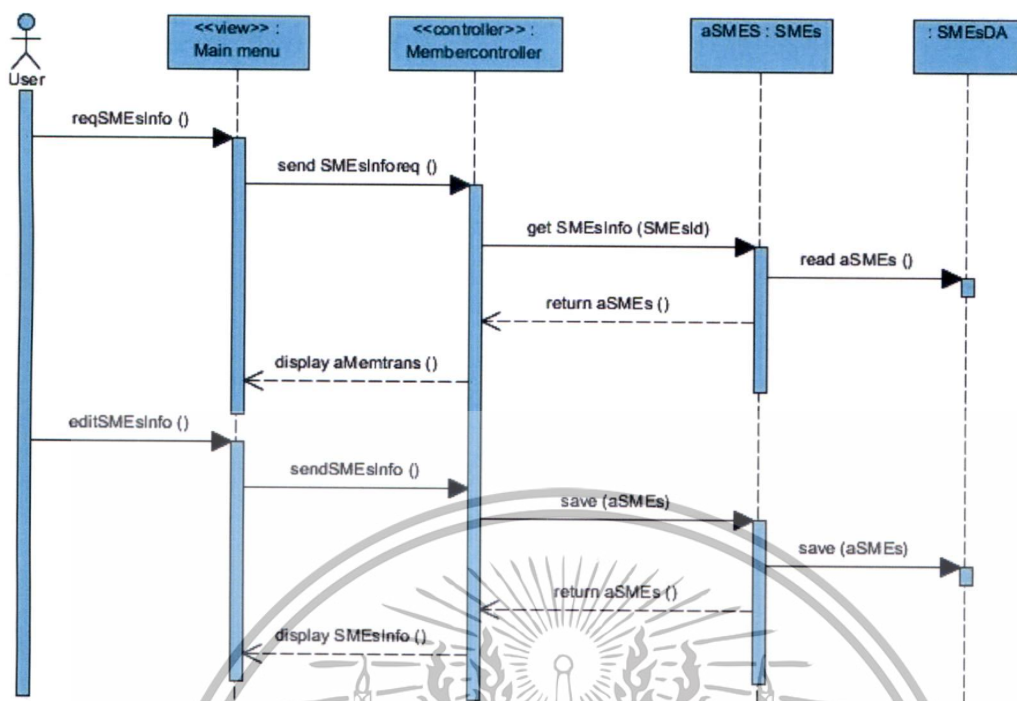 <<view>> :
Main menu
<<controller>> :
Membercontroller
aSMES : SMEs
: SMEsDA
User
reqSMEsInfo ()
send SMEsInforeq ()
get SMEsInfo (SMEsId)
read aSMEs ()
return aSMEs ()
display aMemtrans ()
editSMEsInfo ()
sendSMEsInfo ()
save (aSMEs)
save (aSMEs)
return aSMEs ()
display SMEsInfo ()